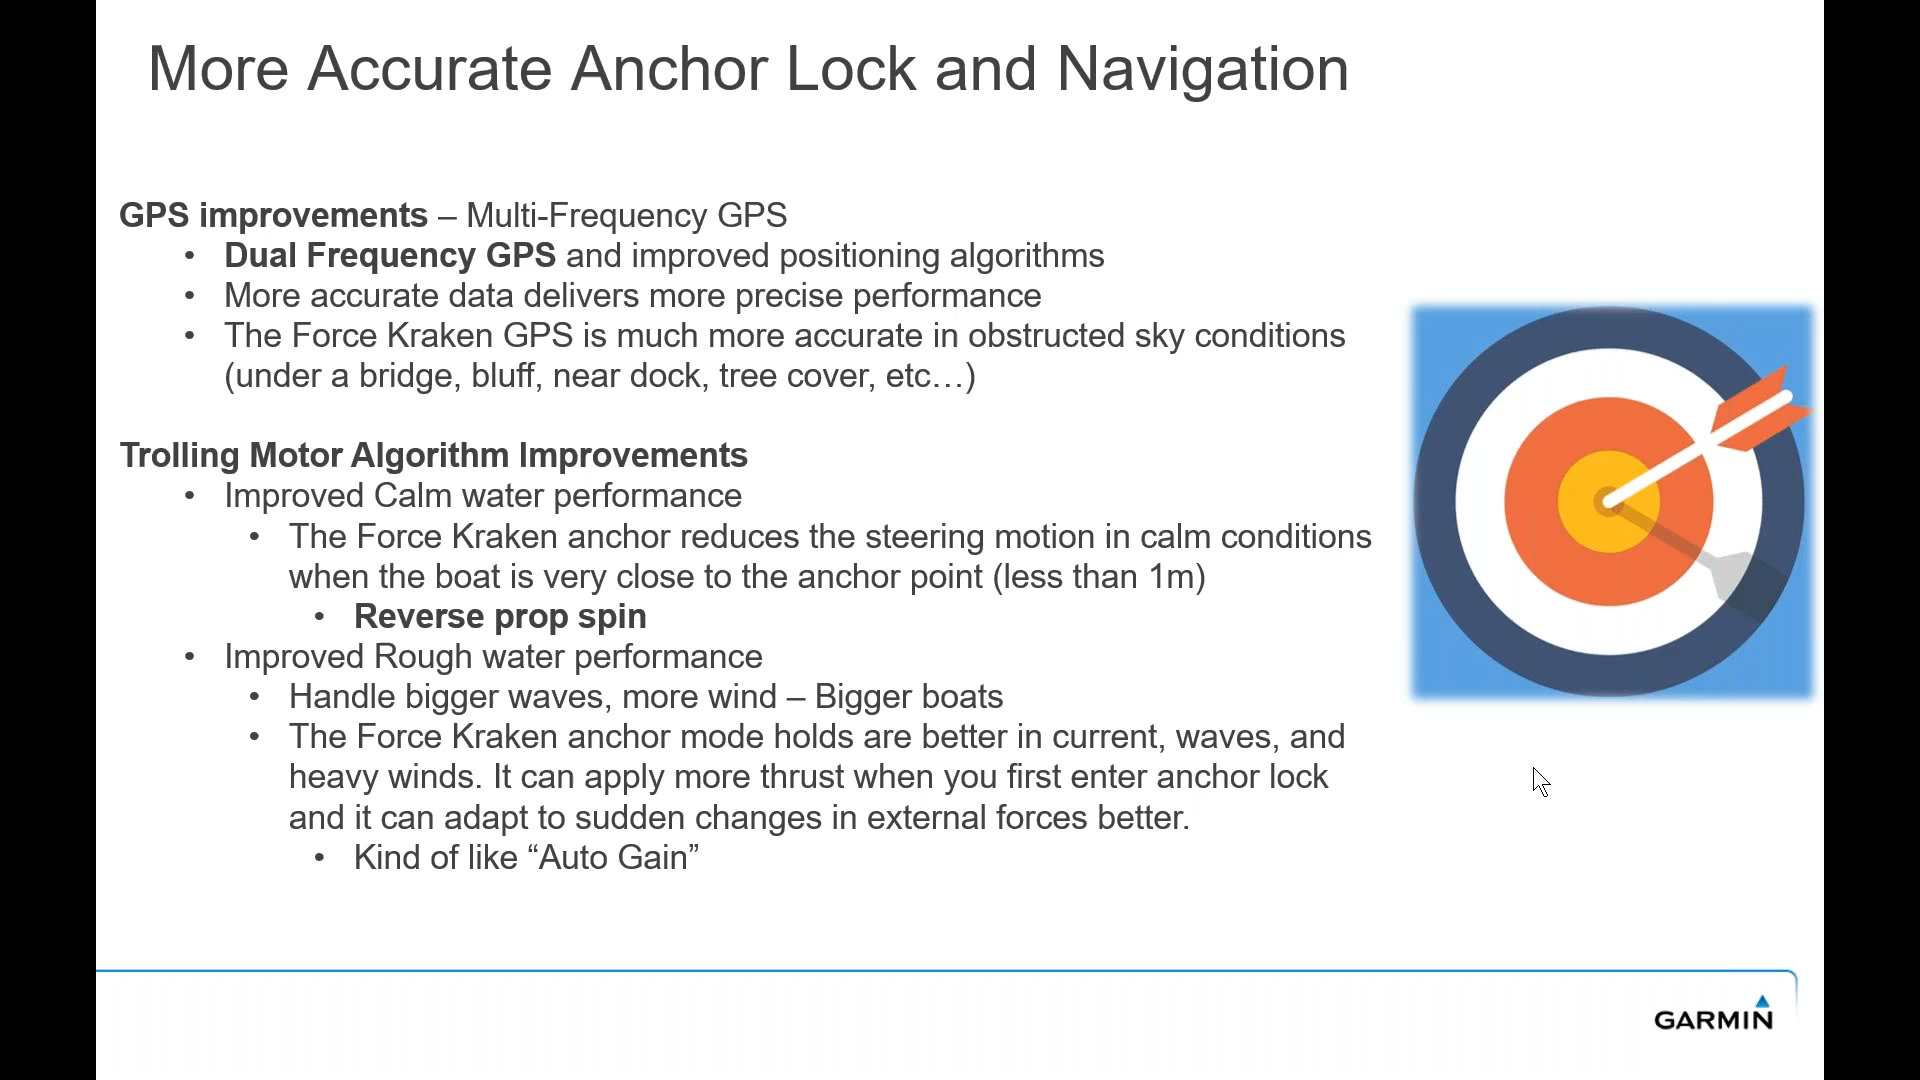 More Accurate Anchor Lock and Navigation
GPS improvements – Multi-Frequency GPS
• Dual Frequency GPS and improved positioning algorithms
• More accurate data delivers more precise performance
• The Force Kraken GPS is much more accurate in obstructed sky conditions
(under a bridge, bluff, near dock, tree cover, etc…)
Trolling Motor Algorithm Improvements
• Improved Calm water performance
• The Force Kraken anchor reduces the steering motion in calm conditions
when the boat is very close to the anchor point (less than 1m)
• Reverse prop spin
• Improved Rough water performance
• Handle bigger waves, more wind – Bigger boats
• The Force Kraken anchor mode holds are better in current, waves, and
heavy winds. It can apply more thrust when you first enter anchor lock
and it can adapt to sudden changes in external forces better.
• Kind of like “Auto Gain”
GARMIN